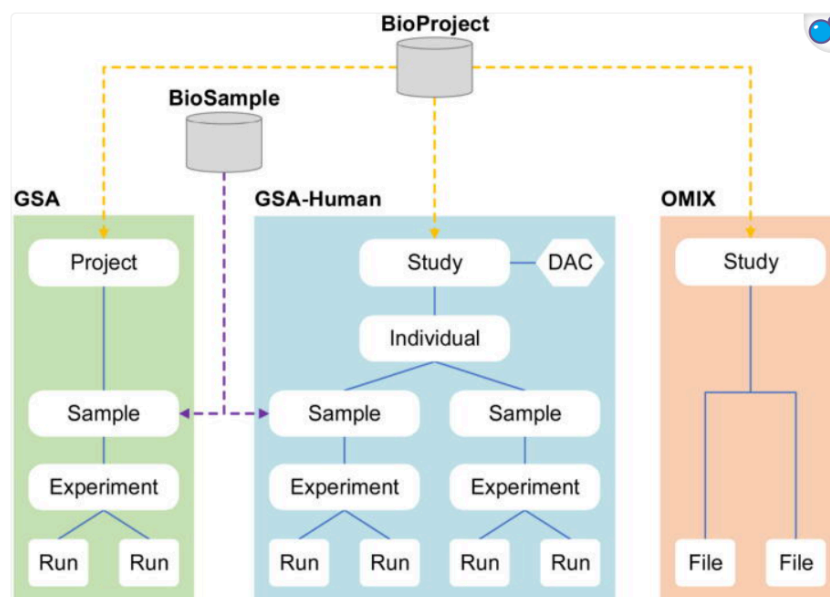 BioProject
BioSample
GSA
GSA-Human
OMIX
Project
Study
DAC
Study
Individual
Sample
Sample
Sample
Experiment
Experiment
Experiment
Run
Run
Run
Run
Run
Run
File
File